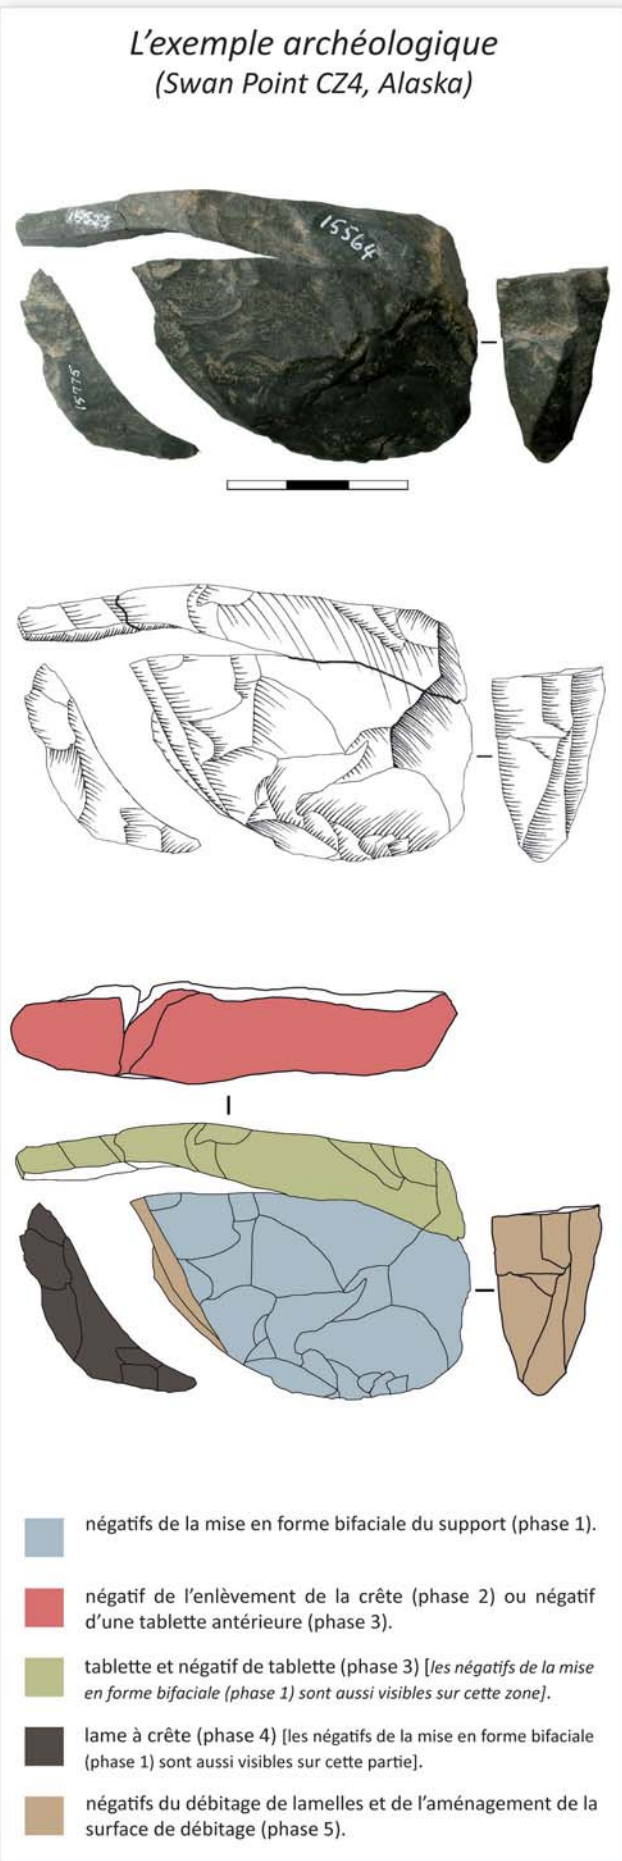 L'exemple archéologique
(Swan Point CZ4, Alaska)
15564
15775
négatifs de la mise en forme bifaciale du support (phase 1).
négatif de l'enlèvement de la crête (phase 2) ou négatif
d'une tablette antérieure (phase 3).
tablette et négatif de tablette (phase 3) [les négatifs de la mise
en forme bifaciale (phase 1) sont aussi visibles sur cette zone].
lame à crête (phase 4) [les négatifs de la mise en forme bifaciale
(phase 1) sont aussi visibles sur cette partie].
négatifs du débitage de lamelles et de l'aménagement de la
surface de débitage (phase 5).